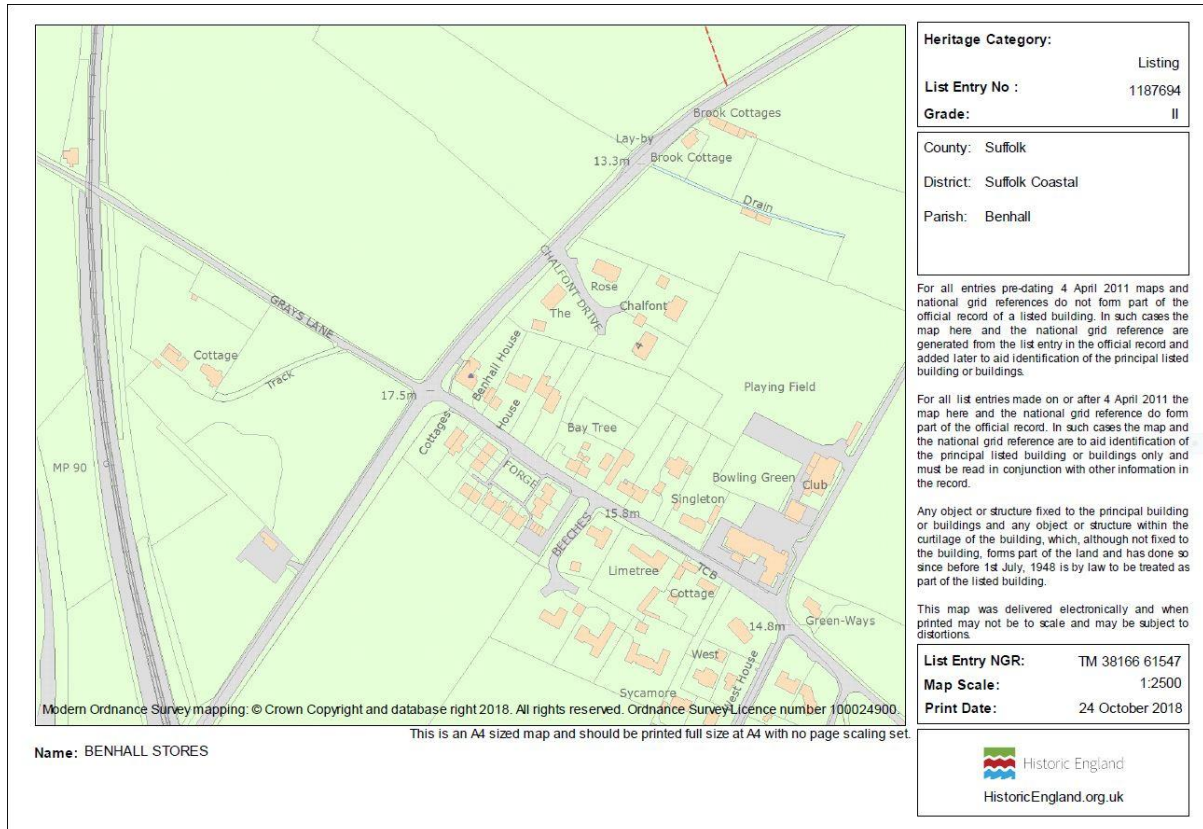 Brook Cottages
Lay-by
Brook Cottage
13.3m
Drain
CHALFONT DRIVE
Rose
Chalfont
The
4
GRAYS LANE
Cottage
Track
17.5m
Benhall House
House
Cottages
Playing Field
Bay Tree
MP 90
FORGE
Bowling Green
Club
Singleton
15.8m
BEECHES
Limetree
TCB
Cottage
14.8m
Green-Ways
West
West House
Sycamore
Modern Ordnance Survey mapping: © Crown Copyright and database right 2018. All rights reserved. Ordnance Survey Licence number 100024900.
This is an A4 sized map and should be printed full size at A4 with no page scaling set.
Name: BENHALL STORES
Heritage Category:
Listing
List Entry No : 1187694
Grade: II
County: Suffolk
District: Suffolk Coastal
Parish: Benhall
For all entries pre-dating 4 April 2011 maps and
national grid references do not form part of the
official record of a listed building. In such cases the
map here and the national grid reference are
generated from the list entry in the official record and
added later to aid identification of the principal listed
building or buildings.
For all list entries made on or after 4 April 2011 the
map here and the national grid reference do form
part of the official record. In such cases the map and
the national grid reference are to aid identification of
the principal listed building or buildings only and
must be read in conjunction with other information in
the record.
Any object or structure fixed to the principal building
or buildings and any object or structure within the
curtilage of the building, which, although not fixed to
the building, forms part of the land and has done so
since before 1st July, 1948 is by law to be treated as
part of the listed building.
This map was delivered electronically and when
printed may not be to scale and may be subject to
distortions.
List Entry NGR: TM 38166 61547
Map Scale: 1:2500
Print Date: 24 October 2018
Historic England
HistoricEngland.org.uk